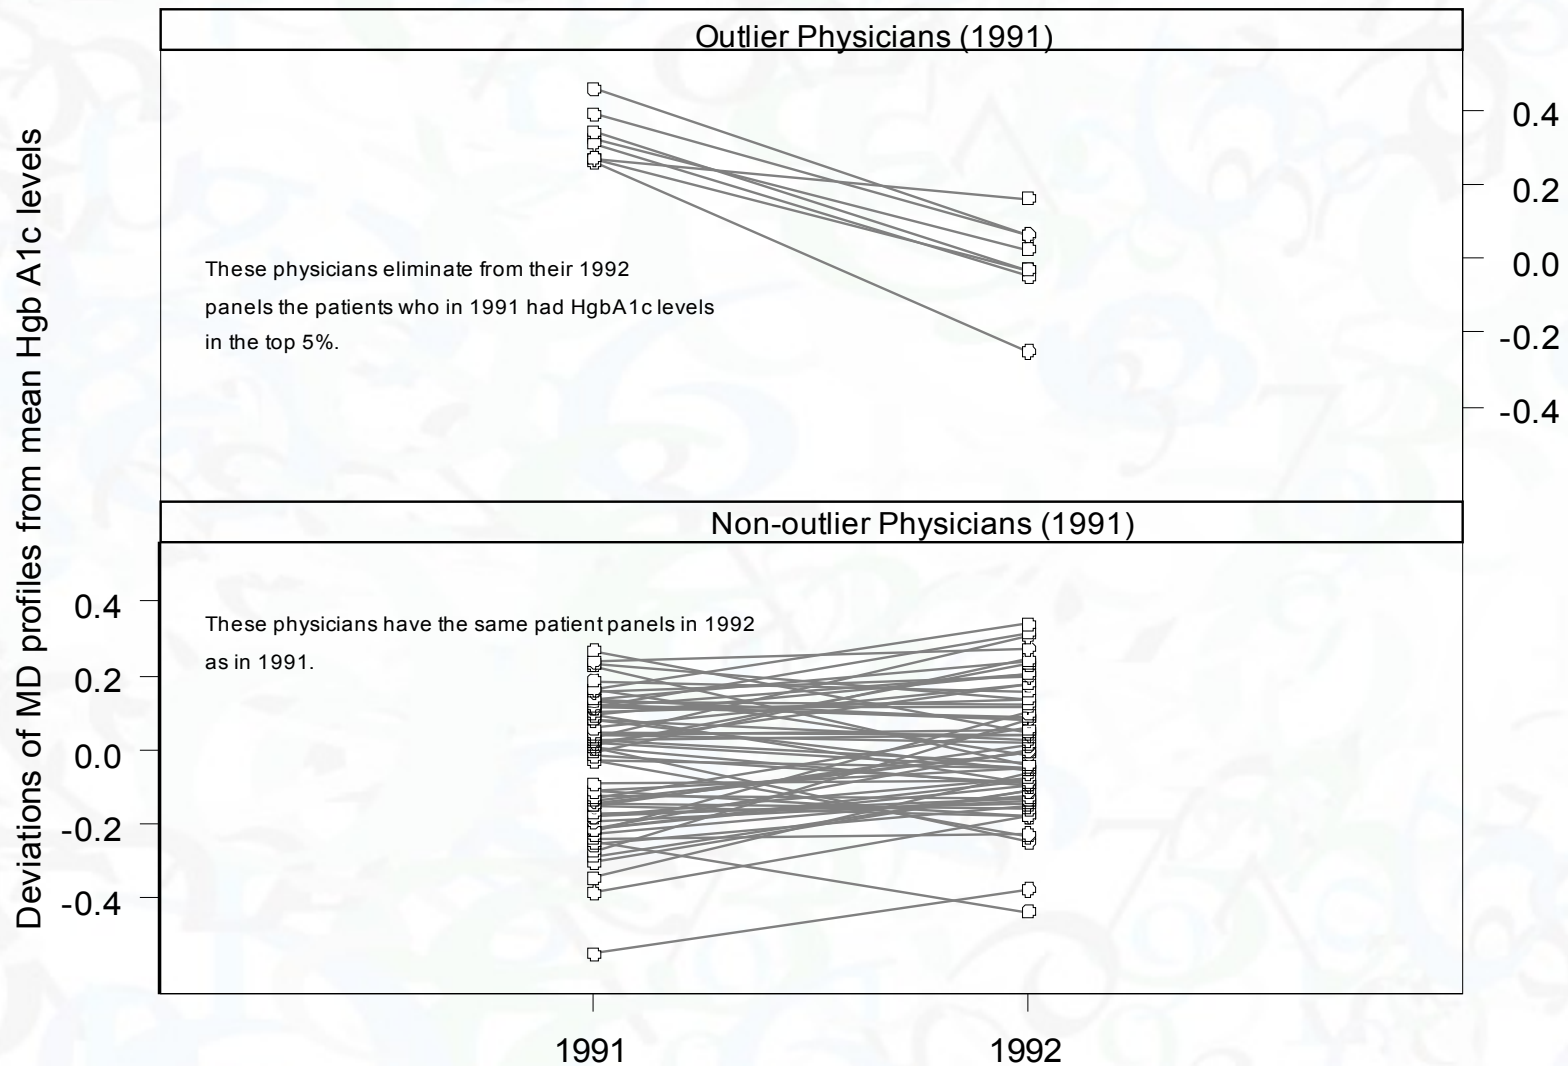 Outlier Physicians (1991)
0.4
0.2
0.0
-0.2
-0.4
These physicians eliminate from their 1992
panels the patients who in 1991 had HgbA1c levels
in the top 5%.
Deviations of MD profiles from mean Hgb A1c levels
Non-outlier Physicians (1991)
These physicians have the same patient panels in 1992
as in 1991.
0.4
0.2
0.0
-0.2
-0.4
1991
1992